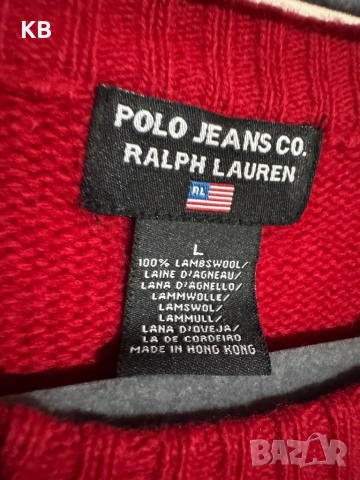 KB
POLO JEANS CO.
RALPH LAUREN
RL
L
100% LAMBSWOOL/
LAINE D'AGNEAU/
LANA D'AGNELLO/
LAMMWOLLE/
LAMSWOL/
LAMMULL/
LANA D'OVEJA/
LA DE CORDEIRO
MADE IN HONG KONG
BAZAR